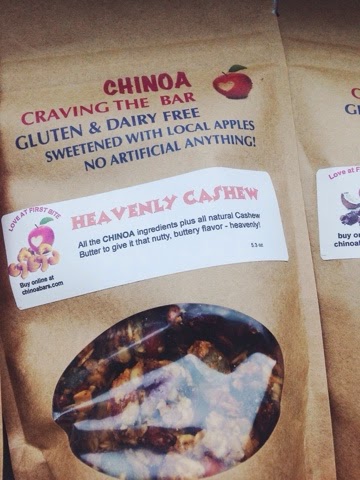 CHINOA
CRAVING THE BAR
GLUTEN & DAIRY FREE
SWEETENED WITH LOCAL APPLES
NO ARTIFICIAL ANYTHING!
LOVE AT FIRST BITE
HEAVENLY CASHEW
All the CHINOA ingredients plus all natural Cashew
Butter to give it that nutty, buttery flavor - heavenly!
5.5 oz
Buy online at
chinoabars.com
Love at
buy on
chinoaba